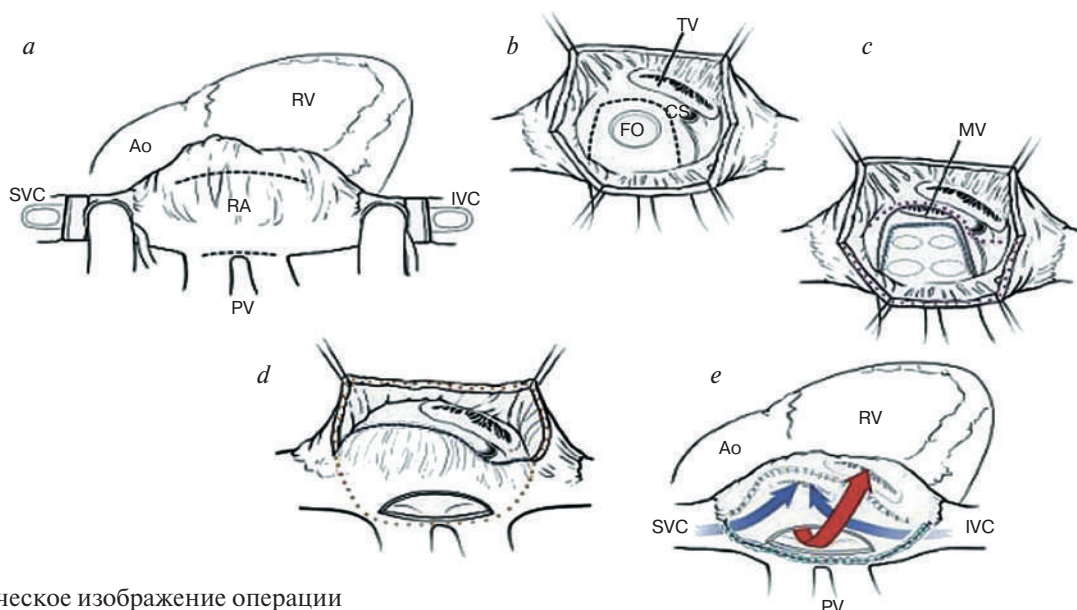 a
RV
Ao
SVC
IVC
RA
PV
b
TV
CS
FO
c
MV
d
e
RV
Ao
SVC
IVC
PV
ческое изображение операции